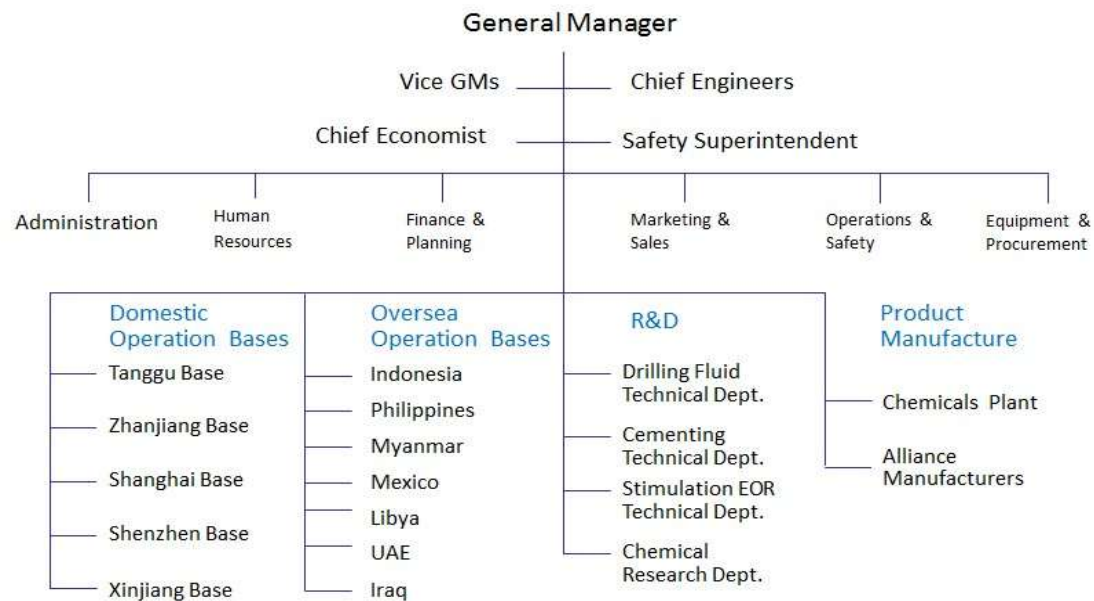 General Manager
Vice GMs
Chief Engineers
Chief Economist
Safety Superintendent
Administration
Human
Resources
Finance &
Planning
Marketing &
Sales
Operations &
Safety
Equipment &
Procurement
Domestic
Operation Bases
Tanggu Base
Zhanjiang Base
Shanghai Base
Shenzhen Base
Xinjiang Base
Oversea
Operation Bases
Indonesia
Philippines
Myanmar
Mexico
Libya
UAE
Iraq
R&D
Drilling Fluid
Technical Dept.
Cementing
Technical Dept.
Stimulation EOR
Technical Dept.
Chemical
Research Dept.
Product
Manufacture
Chemicals Plant
Alliance
Manufacturers